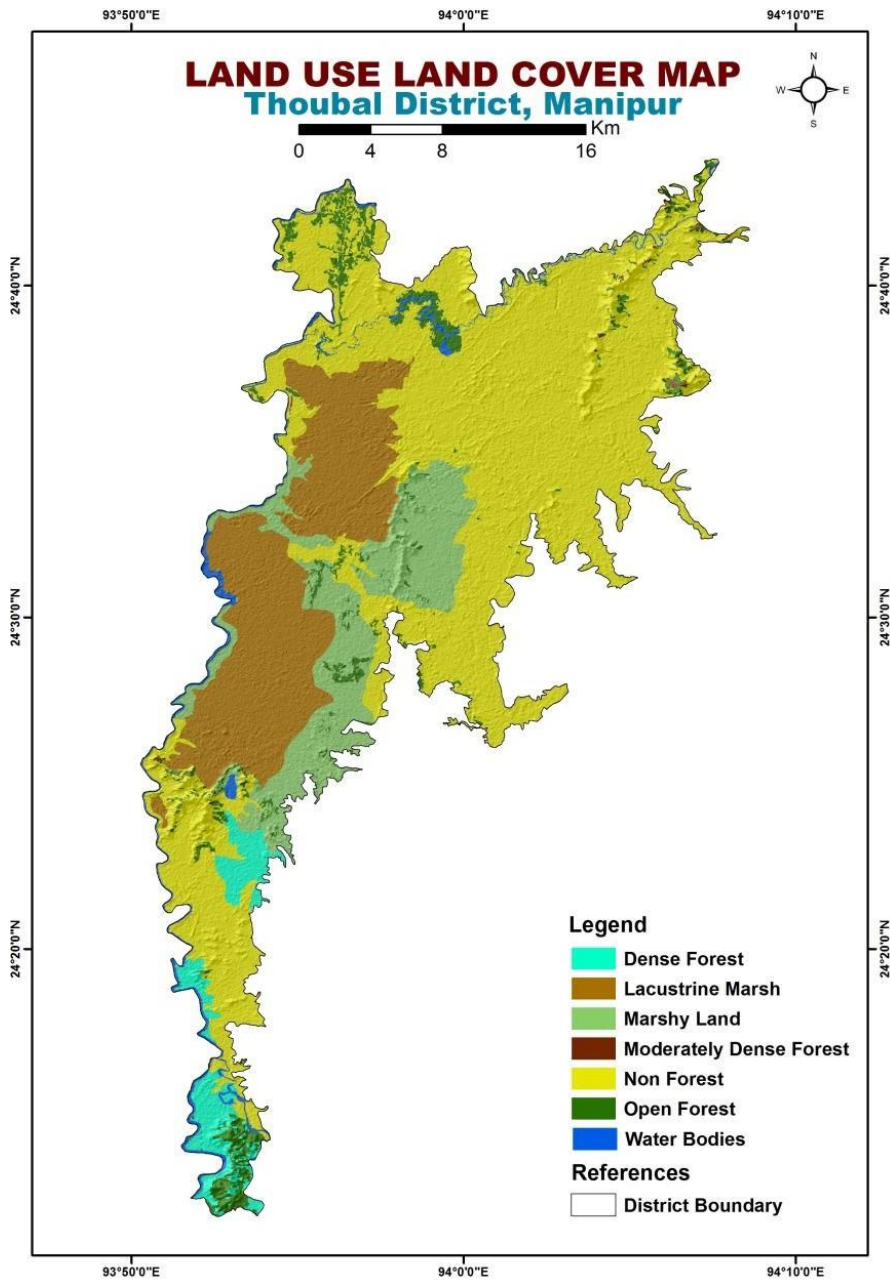 93°50'0"E 94°0'0"E 94°10'0"E
LAND USE LAND COVER MAP
Thoubal District, Manipur
N
W E
S
Km
0 4 8 16
24°40'0"N 24°40'0"N
24°30'0"N 24°30'0"N
24°20'0"N 24°20'0"N
Legend
Dense Forest
Lacustrine Marsh
Marshy Land
Moderately Dense Forest
Non Forest
Open Forest
Water Bodies
References
District Boundary
93°50'0"E 94°0'0"E 94°10'0"E